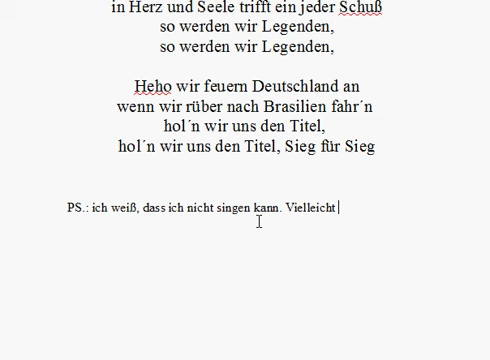 in Herz und Seele trifft ein jeder Schuß
so werden wir Legenden,
so werden wir Legenden,
Heho wir feuern Deutschland an
wenn wir rüber nach Brasilien fahr´n
hol´n wir uns den Titel,
hol´n wir uns den Titel, Sieg für Sieg
PS.: ich weiß, dass ich nicht singen kann. Vielleicht